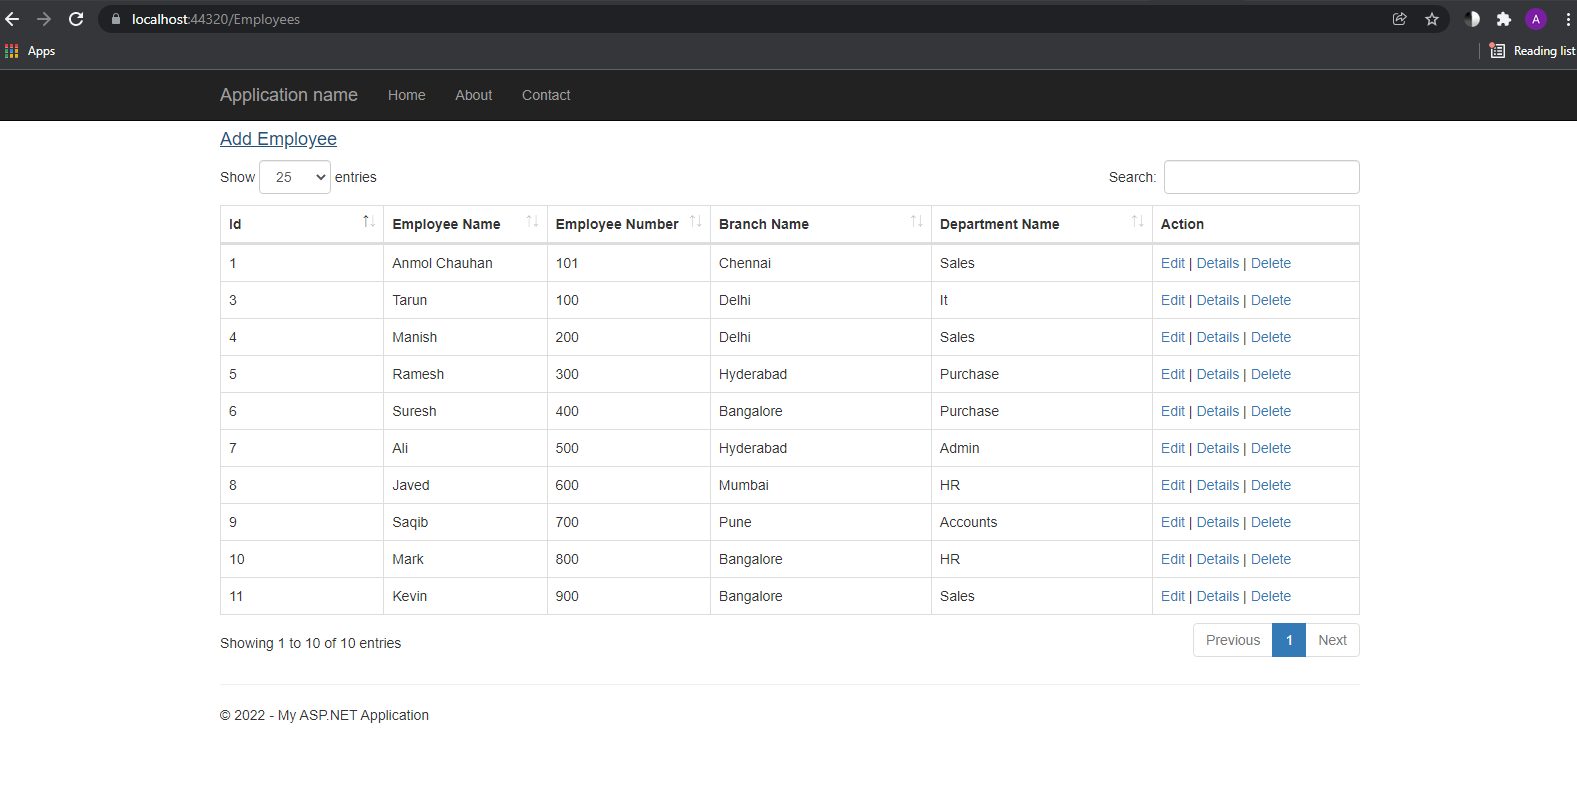 localhost:44320/Employees A
Apps Reading list
Application name Home About Contact
Add Employee
Show 25 entries Search:
Id Employee Name Employee Number Branch Name Department Name Action
1 Anmol Chauhan 101 Chennai Sales Edit | Details | Delete
3 Tarun 100 Delhi It Edit | Details | Delete
4 Manish 200 Delhi Sales Edit | Details | Delete
5 Ramesh 300 Hyderabad Purchase Edit | Details | Delete
6 Suresh 400 Bangalore Purchase Edit | Details | Delete
7 Ali 500 Hyderabad Admin Edit | Details | Delete
8 Javed 600 Mumbai HR Edit | Details | Delete
9 Saqib 700 Pune Accounts Edit | Details | Delete
10 Mark 800 Bangalore HR Edit | Details | Delete
11 Kevin 900 Bangalore Sales Edit | Details | Delete
Showing 1 to 10 of 10 entries Previous 1 Next
© 2022 - My ASP.NET Application